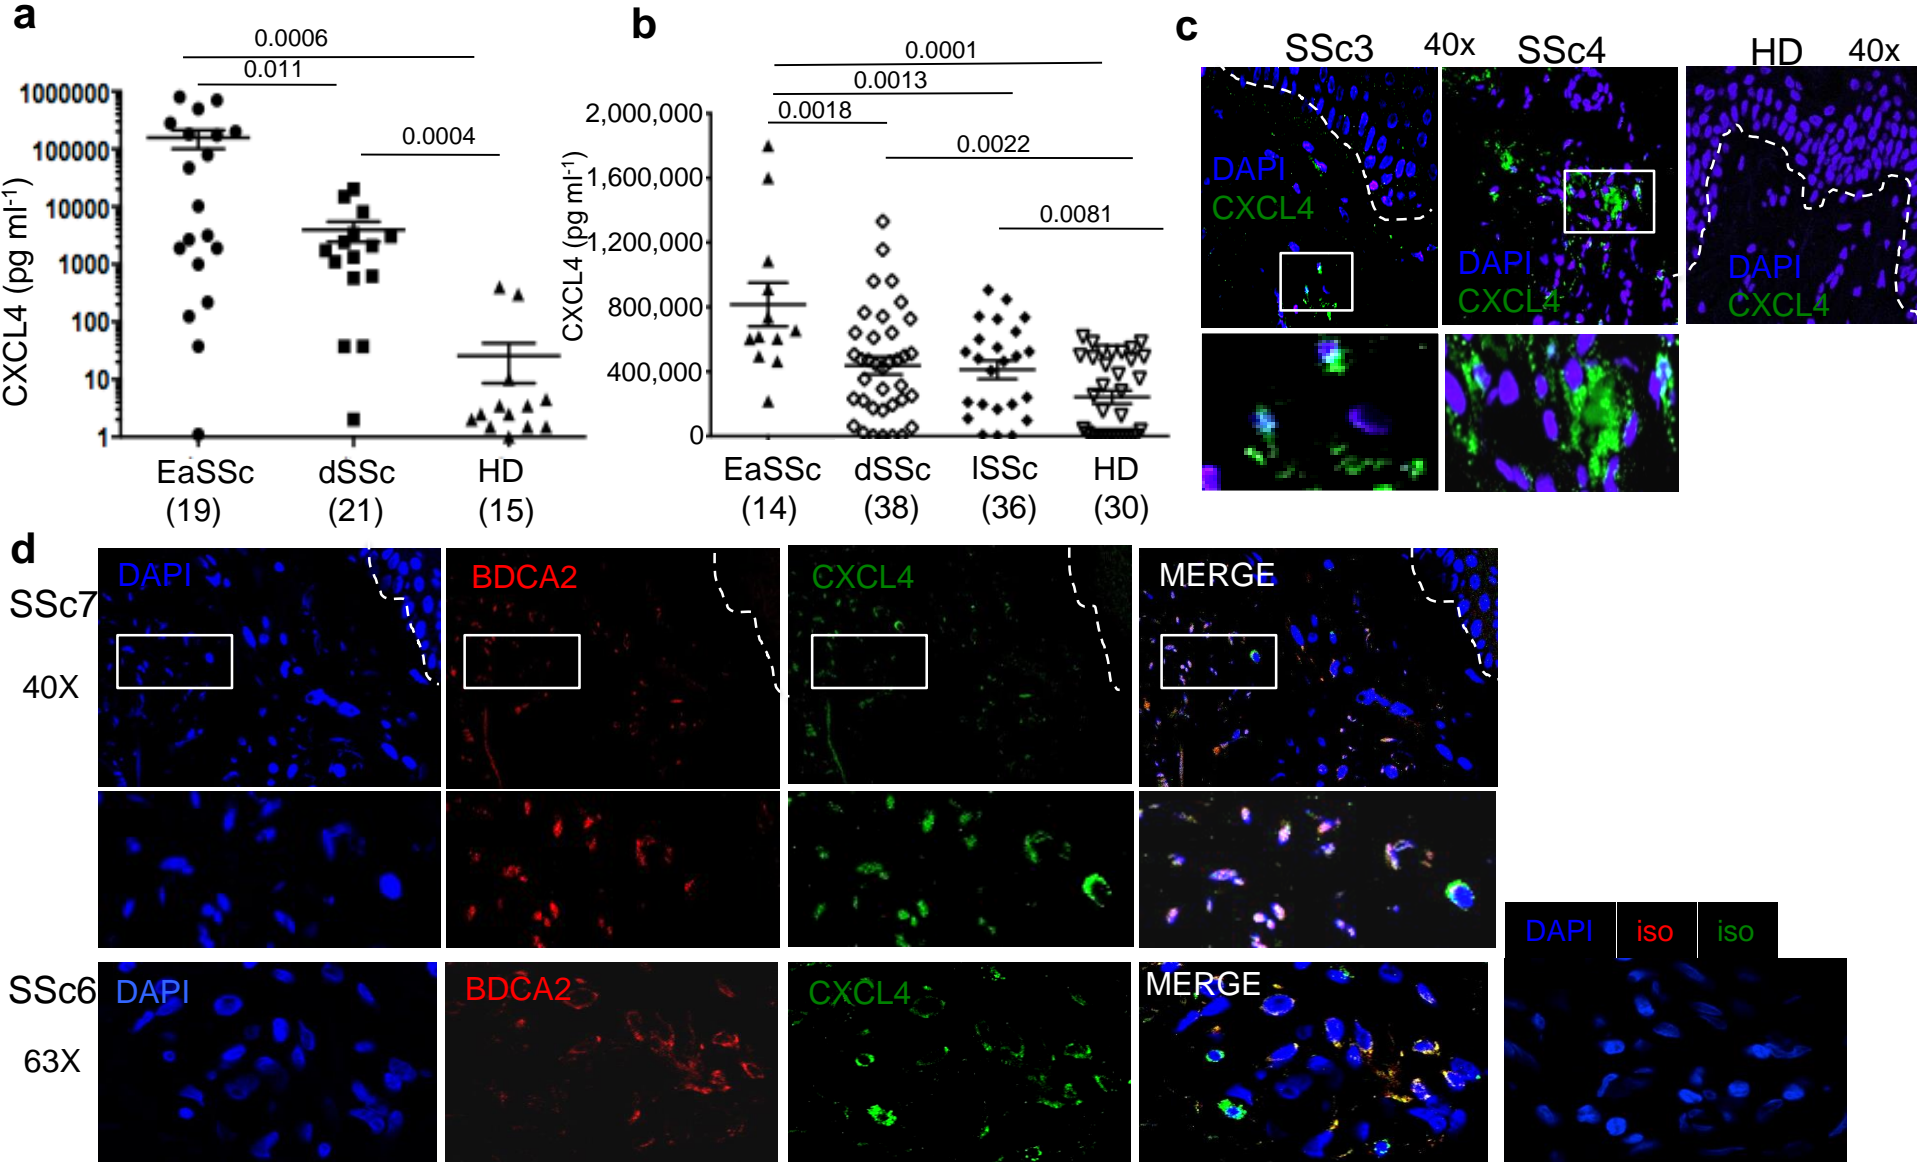 a
0.0006
0.011
0.0004
CXCL4 (pg ml-1)
1000000
100000
10000
1000
100
10
1
EaSSc
(19)
dSSc
(21)
HD
(15)
b
0.0001
0.0013
0.0018
0.0022
0.0081
CXCL4 (pg ml-1)
2,000,000
1,600,000
1,200,000
800,000
400,000
0
EaSSc
(14)
dSSc
(38)
lSSc
(36)
HD
(30)
c
SSc3 40x SSc4 HD 40x
DAPI
CXCL4
DAPI
CXCL4
DAPI
CXCL4
d
SSc7
40X
DAPI
BDCA2
CXCL4
MERGE
SSc6
63X
DAPI
BDCA2
CXCL4
MERGE
DAPI iso iso